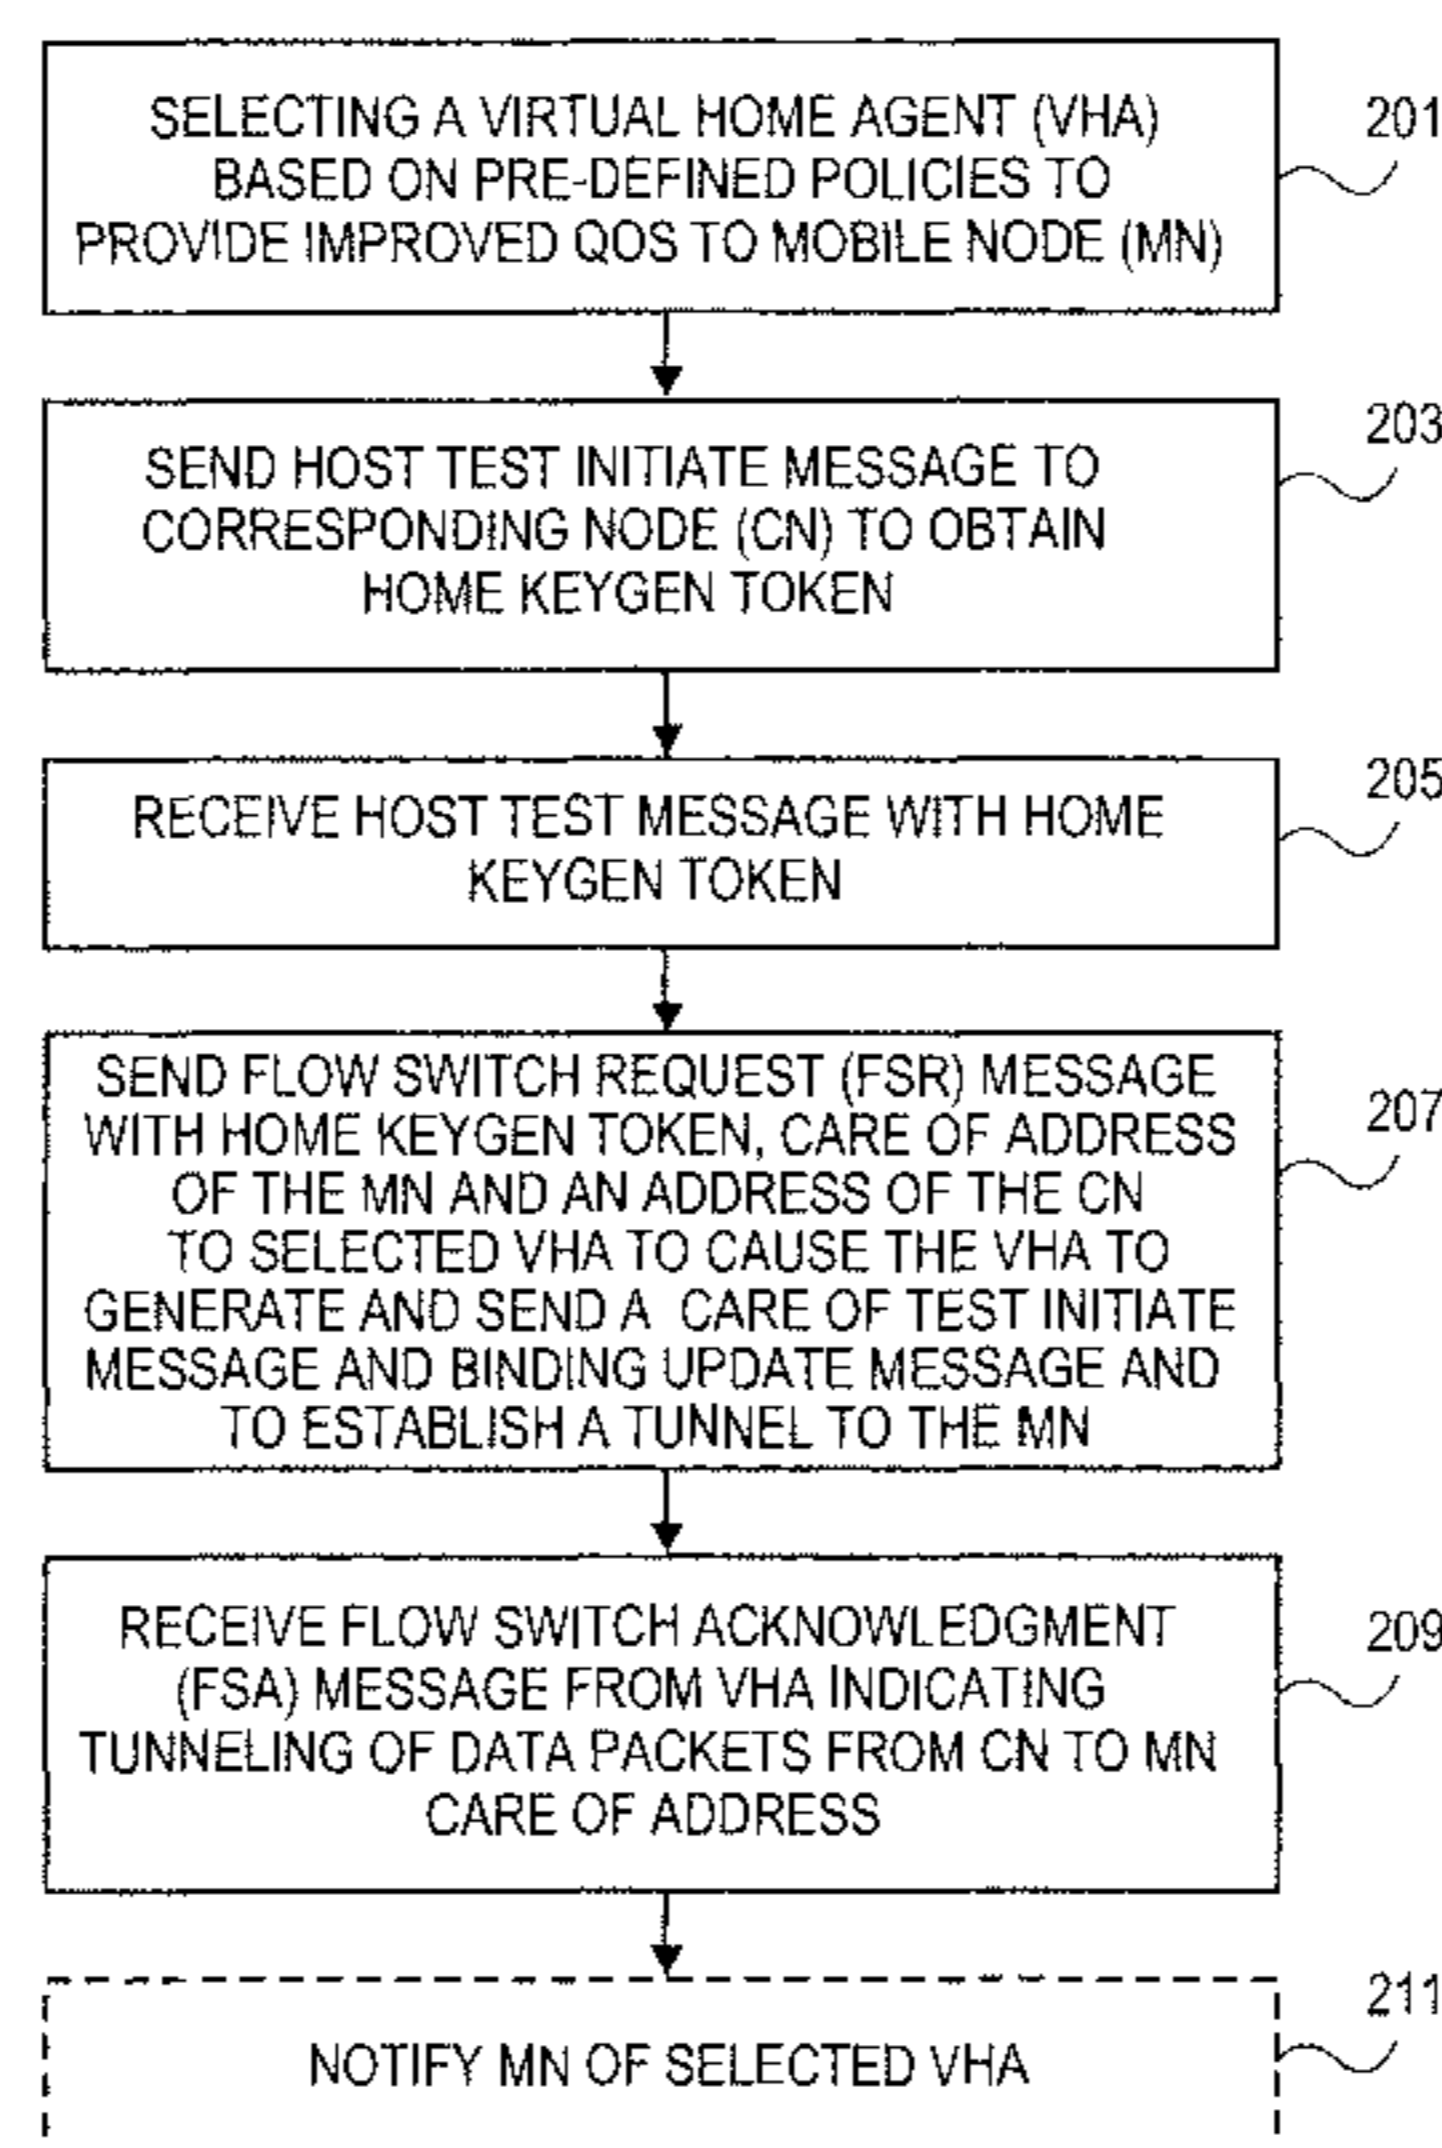 SELECTING A VIRTUAL HOME AGENT (VHA)
BASED ON PRE-DEFINED POLICIES TO
PROVIDE IMPROVED QOS TO MOBILE NODE (MN)
201
SEND HOST TEST INITIATE MESSAGE TO
CORRESPONDING NODE (CN) TO OBTAIN
HOME KEYGEN TOKEN
203
RECEIVE HOST TEST MESSAGE WITH HOME
KEYGEN TOKEN
205
SEND FLOW SWITCH REQUEST (FSR) MESSAGE
WITH HOME KEYGEN TOKEN, CARE OF ADDRESS
OF THE MN AND AN ADDRESS OF THE CN
TO SELECTED VHA TO CAUSE THE VHA TO
GENERATE AND SEND A CARE OF TEST INITIATE
MESSAGE AND BINDING UPDATE MESSAGE AND
TO ESTABLISH A TUNNEL TO THE MN
207
RECEIVE FLOW SWITCH ACKNOWLEDGMENT
(FSA) MESSAGE FROM VHA INDICATING
TUNNELING OF DATA PACKETS FROM CN TO MN
CARE OF ADDRESS
209
NOTIFY MN OF SELECTED VHA
211